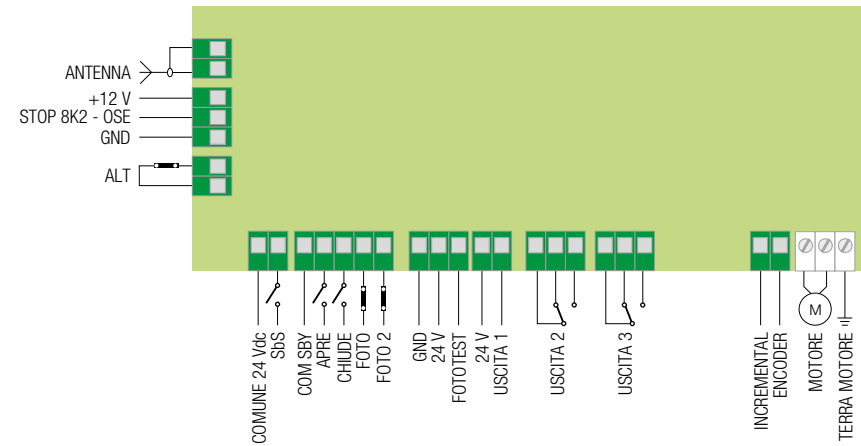 ANTENNA
+12 V
STOP 8K2 - OSE
GND
ALT
COMUNE 24 Vdc
SbS
COM SBY
APRE
CHIUDE
FOTO
FOTO 2
GND
24 V
FOTOTEST
24 V
USCITA 1
USCITA 2
USCITA 3
INCREMENTAL
ENCODER
M
MOTORE
TERRA MOTORE